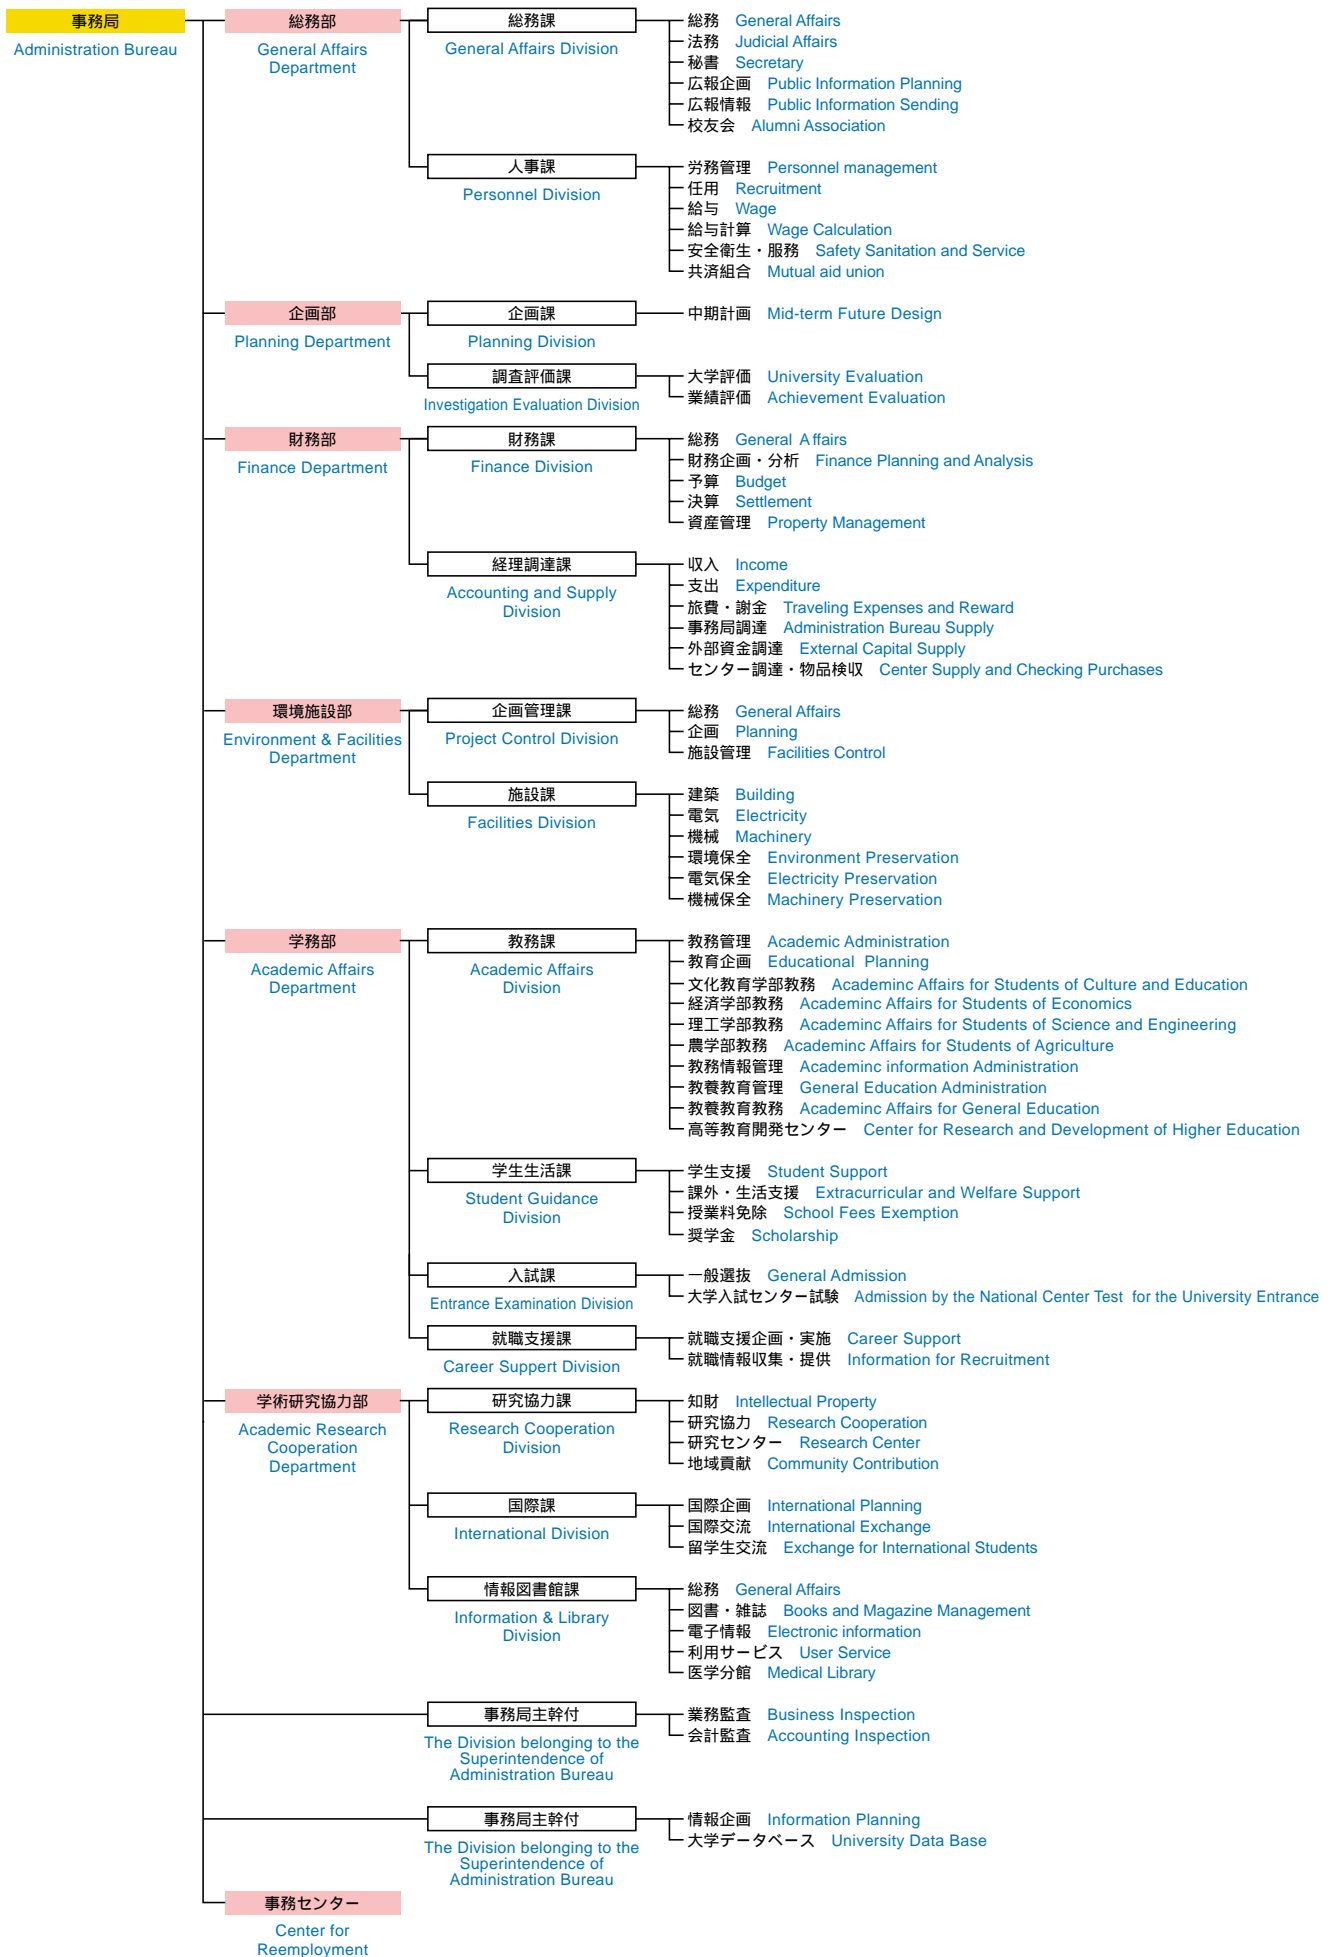 事務局
Administration Bureau
総務部
General Affairs
Department
総務課
General Affairs Division
総務 General Affairs
法務 Judicial Affairs
秘書 Secretary
広報企画 Public Information Planning
広報情報 Public Information Sending
校友会 Alumni Association
人事課
Personnel Division
労務管理 Personnel management
任用 Recruitment
給与 Wage
給与計算 Wage Calculation
安全衛生・服務 Safety Sanitation and Service
共済組合 Mutual aid union
企画部
Planning Department
企画課
Planning Division
中期計画 Mid-term Future Design
調査評価課
Investigation Evaluation Division
大学評価 University Evaluation
業績評価 Achievement Evaluation
財務部
Finance Department
財務課
Finance Division
総務 General Affairs
財務企画・分析 Finance Planning and Analysis
予算 Budget
決算 Settlement
資産管理 Property Management
経理調達課
Accounting and Supply
Division
収入 Income
支出 Expenditure
旅費・謝金 Traveling Expenses and Reward
事務局調達 Administration Bureau Supply
外部資金調達 External Capital Supply
センター調達・物品検収 Center Supply and Checking Purchases
環境施設部
Environment & Facilities
Department
企画管理課
Project Control Division
総務 General Affairs
企画 Planning
施設管理 Facilities Control
施設課
Facilities Division
建築 Building
電気 Electricity
機械 Machinery
環境保全 Environment Preservation
電気保全 Electricity Preservation
機械保全 Machinery Preservation
学務部
Academic Affairs
Department
教務課
Academic Affairs
Division
教務管理 Academic Administration
教育企画 Educational Planning
文化教育学部教務 Academinc Affairs for Students of Culture and Education
経済学部教務 Academinc Affairs for Students of Economics
理工学部教務 Academinc Affairs for Students of Science and Engineering
農学部教務 Academinc Affairs for Students of Agriculture
教務情報管理 Academinc information Administration
教養教育管理 General Education Administration
教養教育教務 Academinc Affairs for General Education
高等教育開発センター Center for Research and Development of Higher Education
学生生活課
Student Guidance
Division
学生支援 Student Support
課外・生活支援 Extracurricular and Welfare Support
授業料免除 School Fees Exemption
奨学金 Scholarship
入試課
Entrance Examination Division
一般選抜 General Admission
大学入試センター試験 Admission by the National Center Test for the University Entrance
就職支援課
Career Suppert Division
就職支援企画・実施 Career Support
就職情報収集・提供 Information for Recruitment
学術研究協力部
Academic Research
Cooperation
Department
研究協力課
Research Cooperation
Division
知財 Intellectual Property
研究協力 Research Cooperation
研究センター Research Center
地域貢献 Community Contribution
国際課
International Division
国際企画 International Planning
国際交流 International Exchange
留学生交流 Exchange for International Students
情報図書館課
Information & Library
Division
総務 General Affairs
図書・雑誌 Books and Magazine Management
電子情報 Electronic information
利用サービス User Service
医学分館 Medical Library
事務局主幹付
The Division belonging to the
Superintendence of
Administration Bureau
業務監査 Business Inspection
会計監査 Accounting Inspection
事務局主幹付
The Division belonging to the
Superintendence of
Administration Bureau
情報企画 Information Planning
大学データベース University Data Base
事務センター
Center for
Reemployment